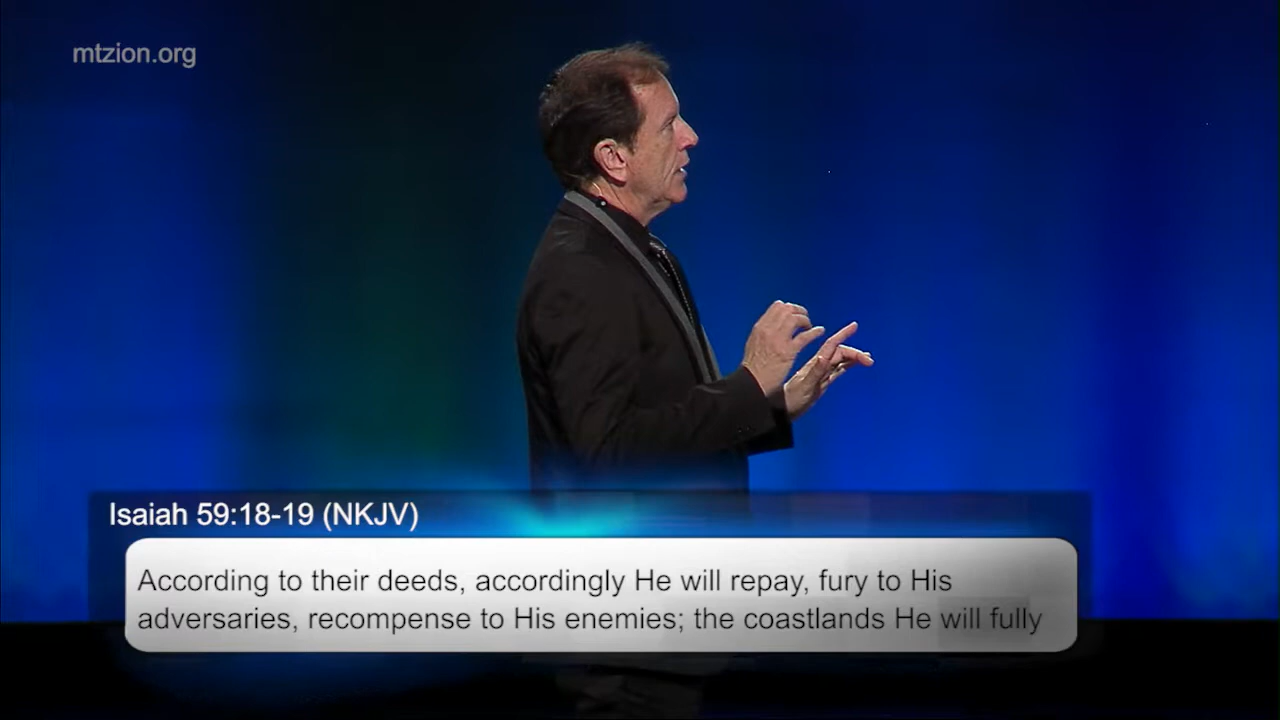 mtzion.org
Isaiah 59:18-19 (NKJV)
According to their deeds, accordingly He will repay, fury to His
adversaries, recompense to His enemies; the coastlands He will fully